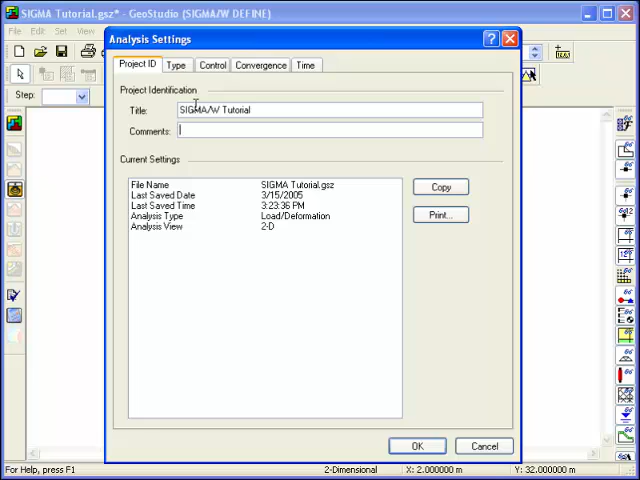 SIGMA Tutorial.gsz* - GeoStudio (SIGMA/W DEFINE)
File Edit Set View
Step:
Analysis Settings
Project ID Type Control Convergence Time
Project Identification
Title: SIGMA/W Tutorial
Comments:
Current Settings
File Name SIGMA Tutorial.gsz
Last Saved Date 3/15/2005
Last Saved Time 3:23:36 PM
Analysis Type Load/Deformation
Analysis View 2-D
Copy
Print...
OK Cancel
For Help, press F1 2-Dimensional X: 2.000000 m Y: 32.000000 m